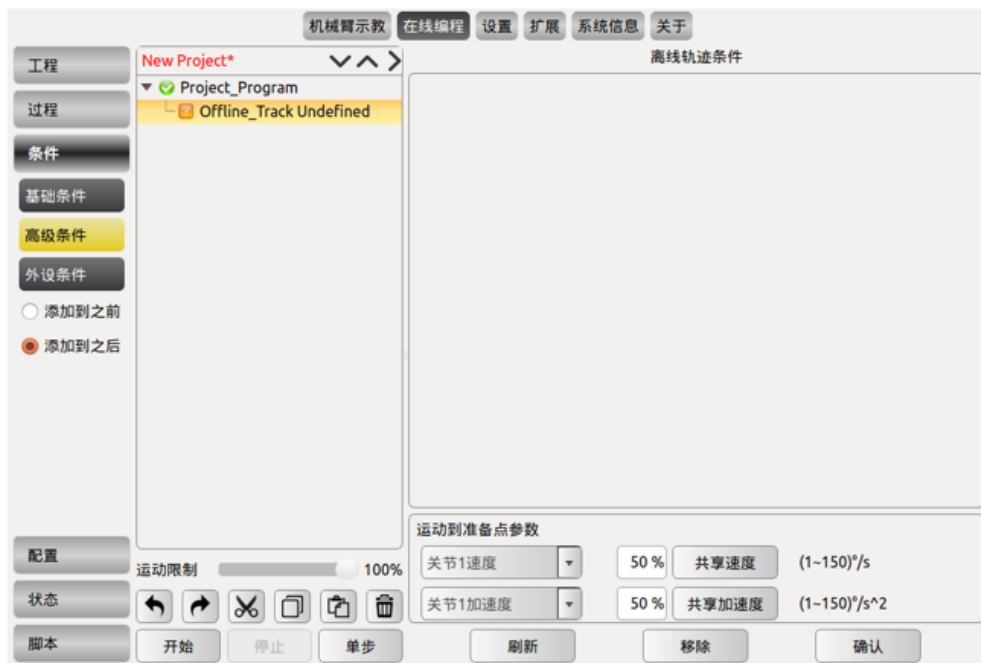 机械臂示教 在线编程 设置 扩展 系统信息 关于
工程
过程
条件
基础条件
高级条件
外设条件
添加到之前
添加到之后
配置
状态
脚本
New Project*
Project_Program
Offline_Track Undefined
运动限制 100%
开始 停止 单步
离线轨迹条件
运动到准备点参数
关节1速度 50 % 共享速度 (1~150)°/s
关节1加速度 50 % 共享加速度 (1~150)°/s^2
刷新 移除 确认